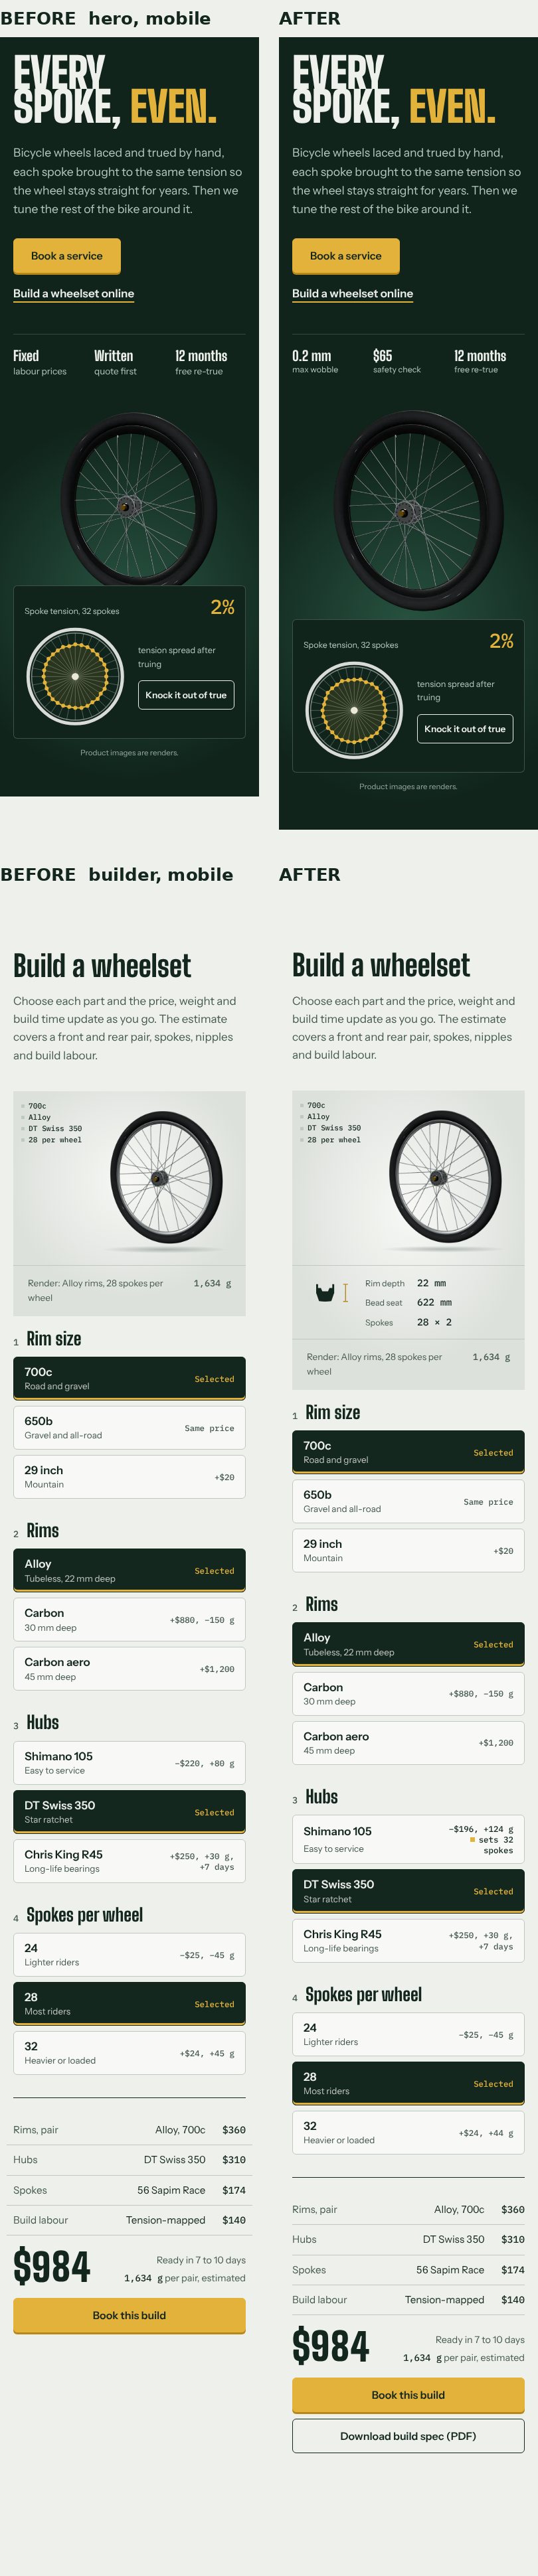 BEFORE hero, mobile
EVERY
SPOKE, EVEN.
Bicycle wheels laced and trued by hand,
each spoke brought to the same tension so
the wheel stays straight for years. Then we
tune the rest of the bike around it.
Book a service
Build a wheelset online
Fixed
labour prices
Written
quote first
12 months
free re-true
Spoke tension, 32 spokes
2%
tension spread after
truing
Knock it out of true
Product images are renders.
AFTER
EVERY
SPOKE, EVEN.
Bicycle wheels laced and trued by hand,
each spoke brought to the same tension so
the wheel stays straight for years. Then we
tune the rest of the bike around it.
Book a service
Build a wheelset online
0.2 mm
max wobble
$65
safety check
12 months
free re-true
Spoke tension, 32 spokes
2%
tension spread after
truing
Knock it out of true
Product images are renders.
BEFORE builder, mobile
Build a wheelset
Choose each part and the price, weight and
build time update as you go. The estimate
covers a front and rear pair, spokes, nipples
and build labour.
700c
Alloy
DT Swiss 350
28 per wheel
Render: Alloy rims, 28 spokes per
wheel
1,634 g
1 Rim size
700c
Road and gravel
Selected
650b
Gravel and all-road
Same price
29 inch
Mountain
+$20
2 Rims
Alloy
Tubeless, 22 mm deep
Selected
Carbon
30 mm deep
+$880, −150 g
Carbon aero
45 mm deep
+$1,200
3 Hubs
Shimano 105
Easy to service
−$220, +80 g
DT Swiss 350
Star ratchet
Selected
Chris King R45
Long-life bearings
+$250, +30 g,
+7 days
4 Spokes per wheel
24
Lighter riders
−$25, −45 g
28
Most riders
Selected
32
Heavier or loaded
+$24, +45 g
Rims, pair Alloy, 700c $360
Hubs DT Swiss 350 $310
Spokes 56 Sapim Race $174
Build labour Tension-mapped $140
$984
Ready in 7 to 10 days
1,634 g per pair, estimated
Book this build
AFTER
Build a wheelset
Choose each part and the price, weight and
build time update as you go. The estimate
covers a front and rear pair, spokes, nipples
and build labour.
700c
Alloy
DT Swiss 350
28 per wheel
Rim depth 22 mm
Bead seat 622 mm
Spokes 28 × 2
Render: Alloy rims, 28 spokes per
wheel
1,634 g
1 Rim size
700c
Road and gravel
Selected
650b
Gravel and all-road
Same price
29 inch
Mountain
+$20
2 Rims
Alloy
Tubeless, 22 mm deep
Selected
Carbon
30 mm deep
+$880, −150 g
Carbon aero
45 mm deep
+$1,200
3 Hubs
Shimano 105
Easy to service
−$196, +124 g
sets 32
spokes
DT Swiss 350
Star ratchet
Selected
Chris King R45
Long-life bearings
+$250, +30 g,
+7 days
4 Spokes per wheel
24
Lighter riders
−$25, −45 g
28
Most riders
Selected
32
Heavier or loaded
+$24, +44 g
Rims, pair Alloy, 700c $360
Hubs DT Swiss 350 $310
Spokes 56 Sapim Race $174
Build labour Tension-mapped $140
$984
Ready in 7 to 10 days
1,634 g per pair, estimated
Book this build
Download build spec (PDF)